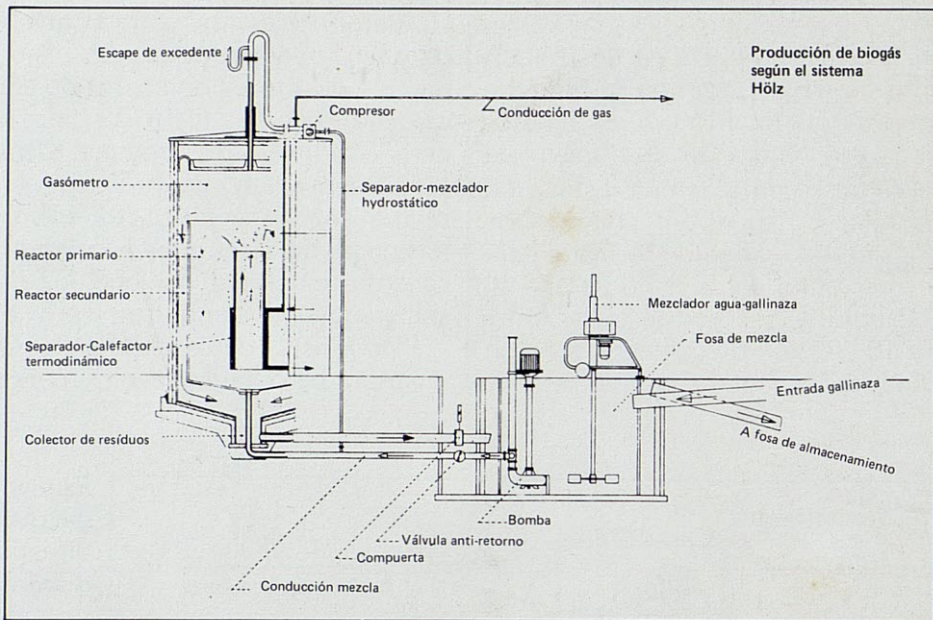 Escape de excedente
Producción de biogás
según el sistema
Hölz
Compresor
Conducción de gas
Gasómetro
Separador-mezclador
hydrostático
Reactor primario
Reactor secundario
Mezclador agua-gallinaza
Separador-Calefactor
termodinámico
Fosa de mezcla
Entrada gallinaza
A fosa de almacenamiento
Colector de resíduos
Bomba
Válvula anti-retorno
Compuerta
Conducción mezcla